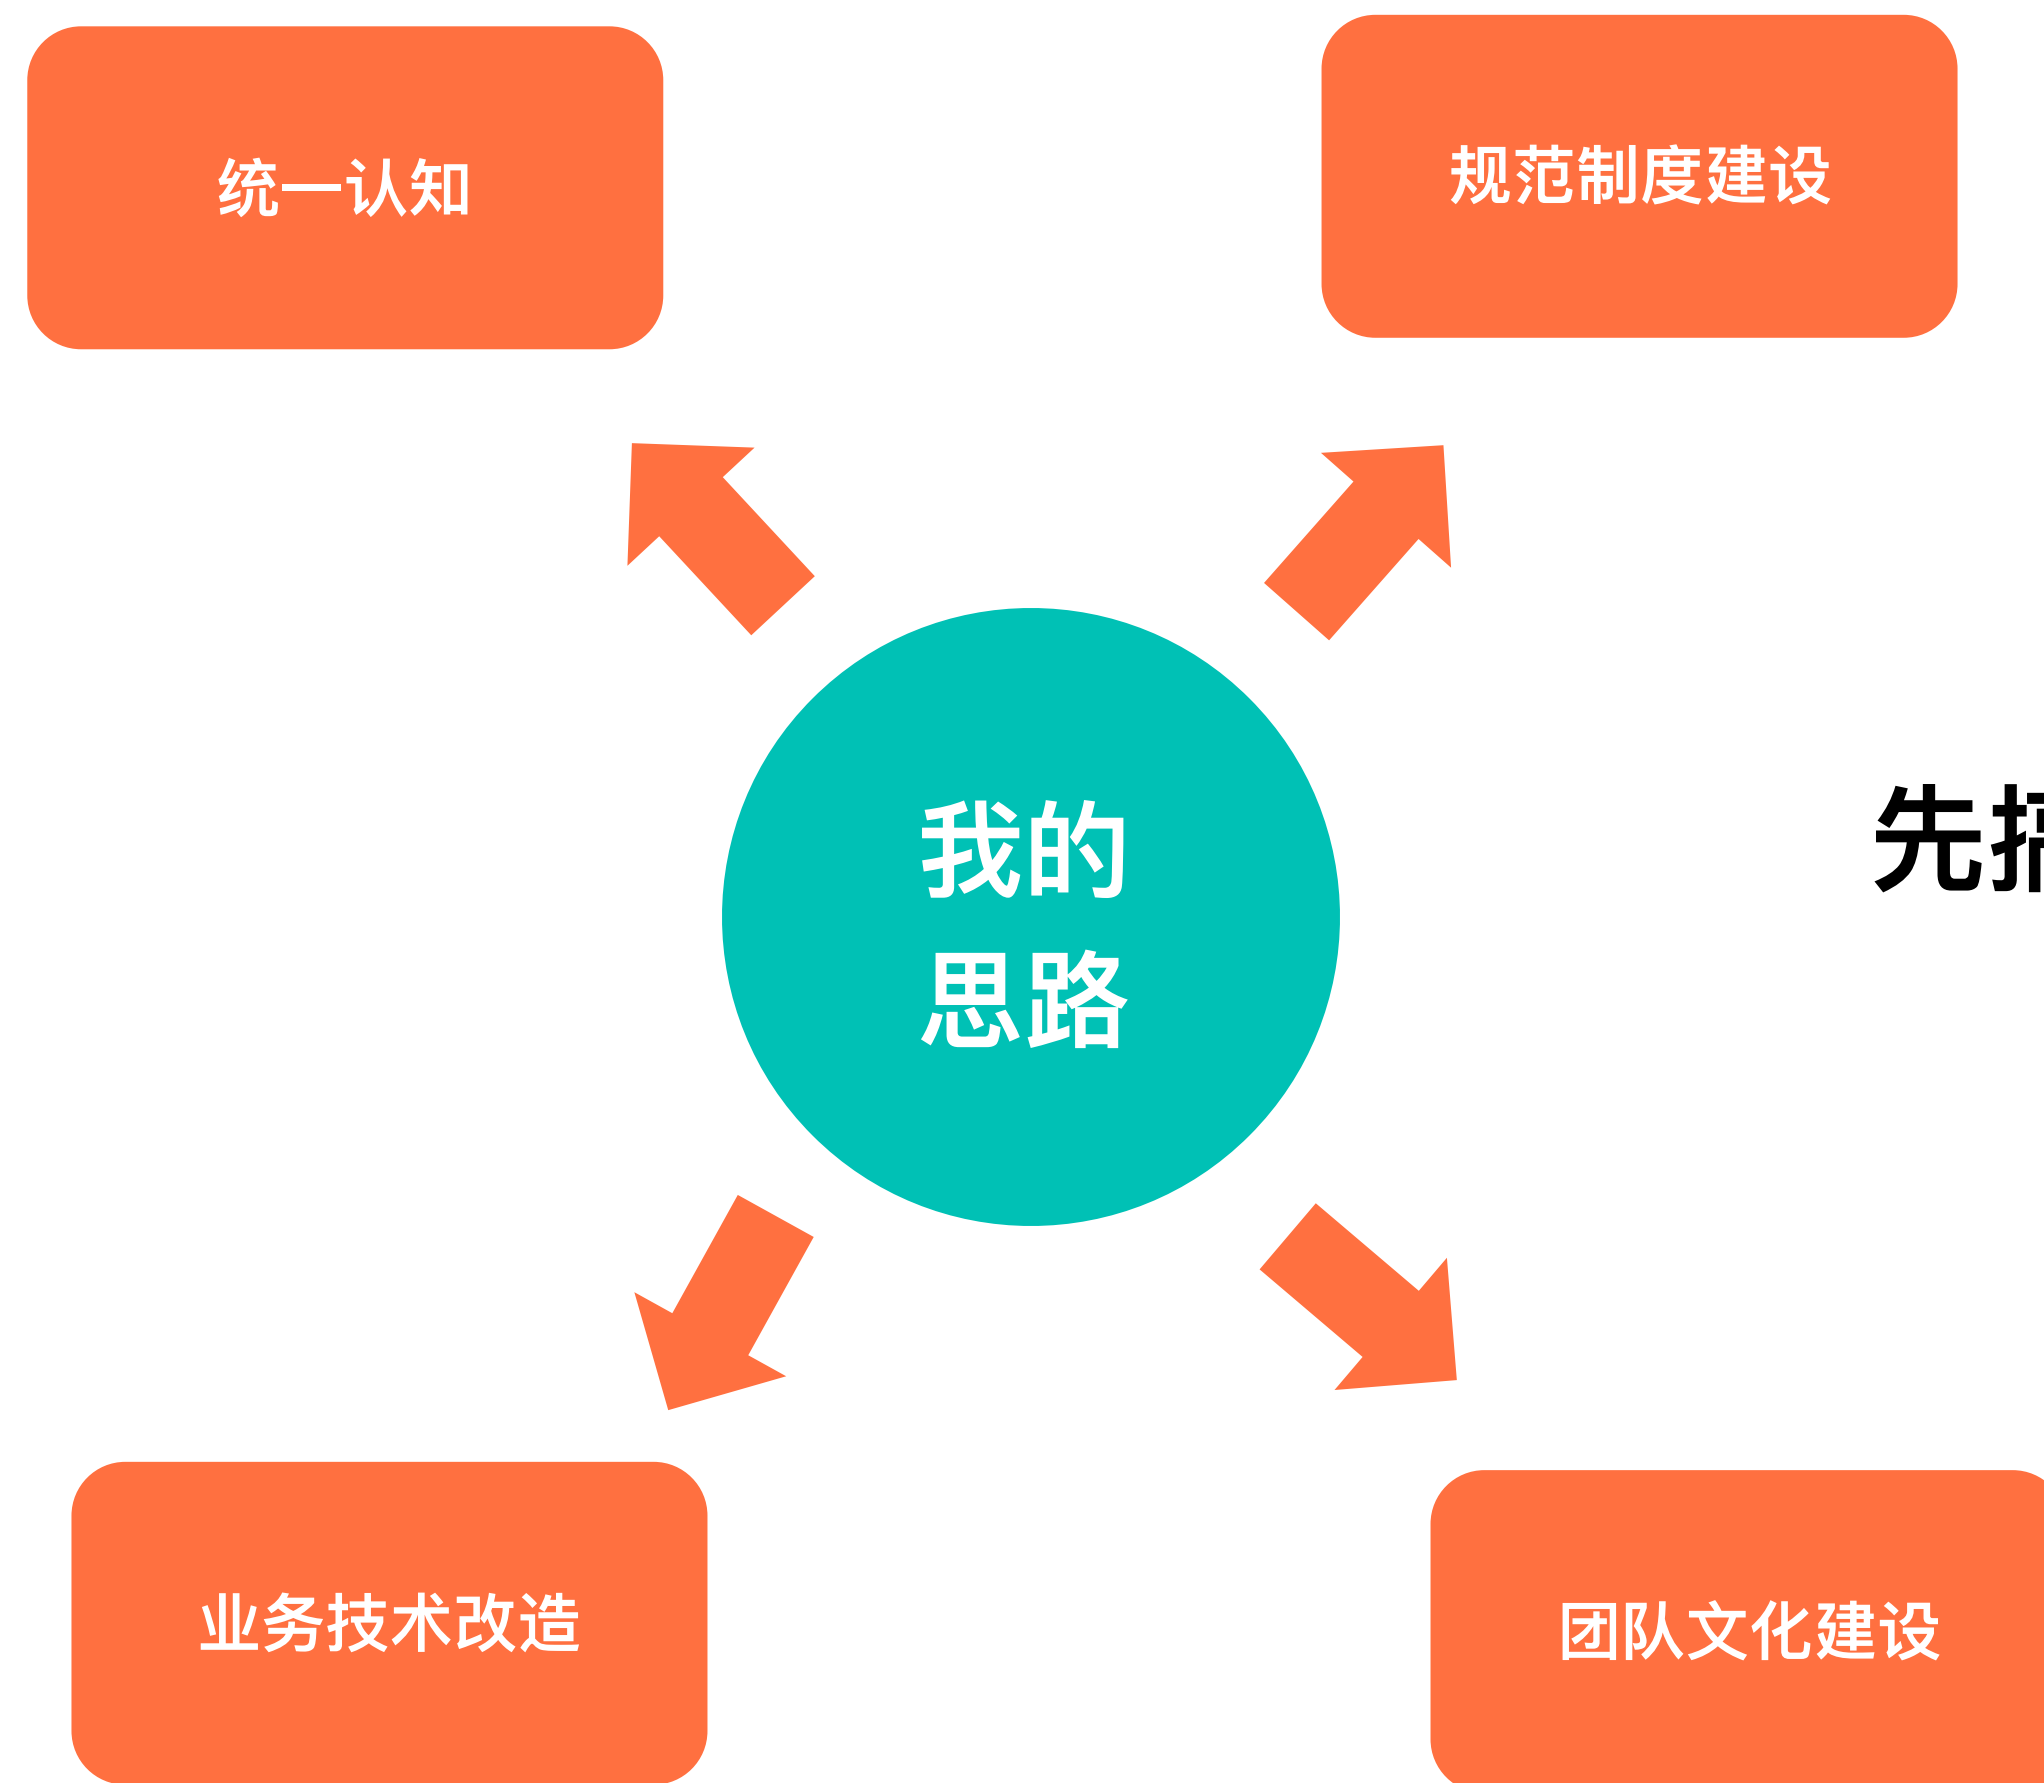 统一认知
规范制度建设
我的
思路
先
业务技术改造
团队文化建设